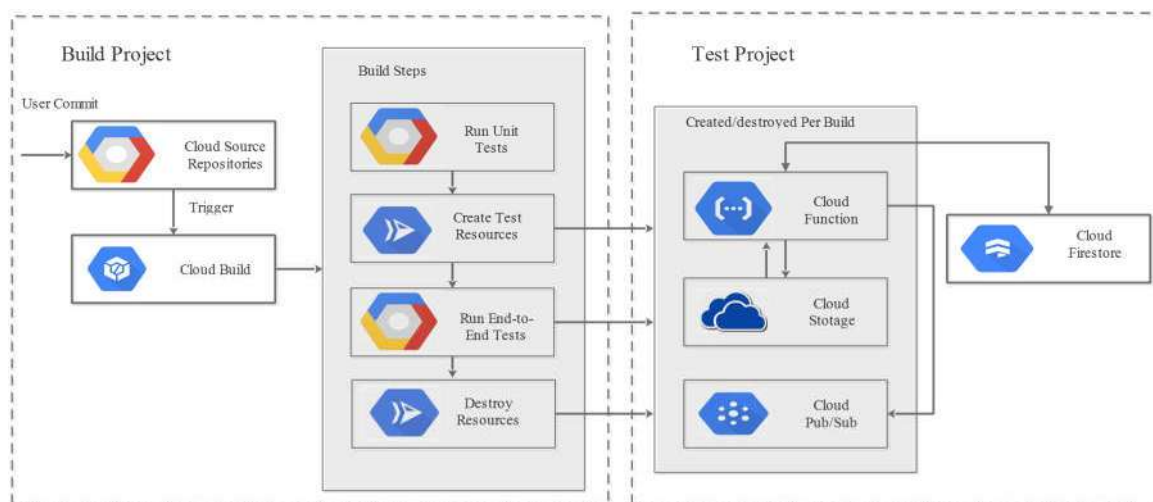 Build Project
User Commit
Cloud Source
Repositories
Trigger
Cloud Build
Build Steps
Run Unit
Tests
Create Test
Resources
Run End-to-
End Tests
Destroy
Resources
Test Project
Created/destroyed Per Build
Cloud
Function
Cloud
Stotage
Cloud
Pub/Sub
Cloud
Firestore